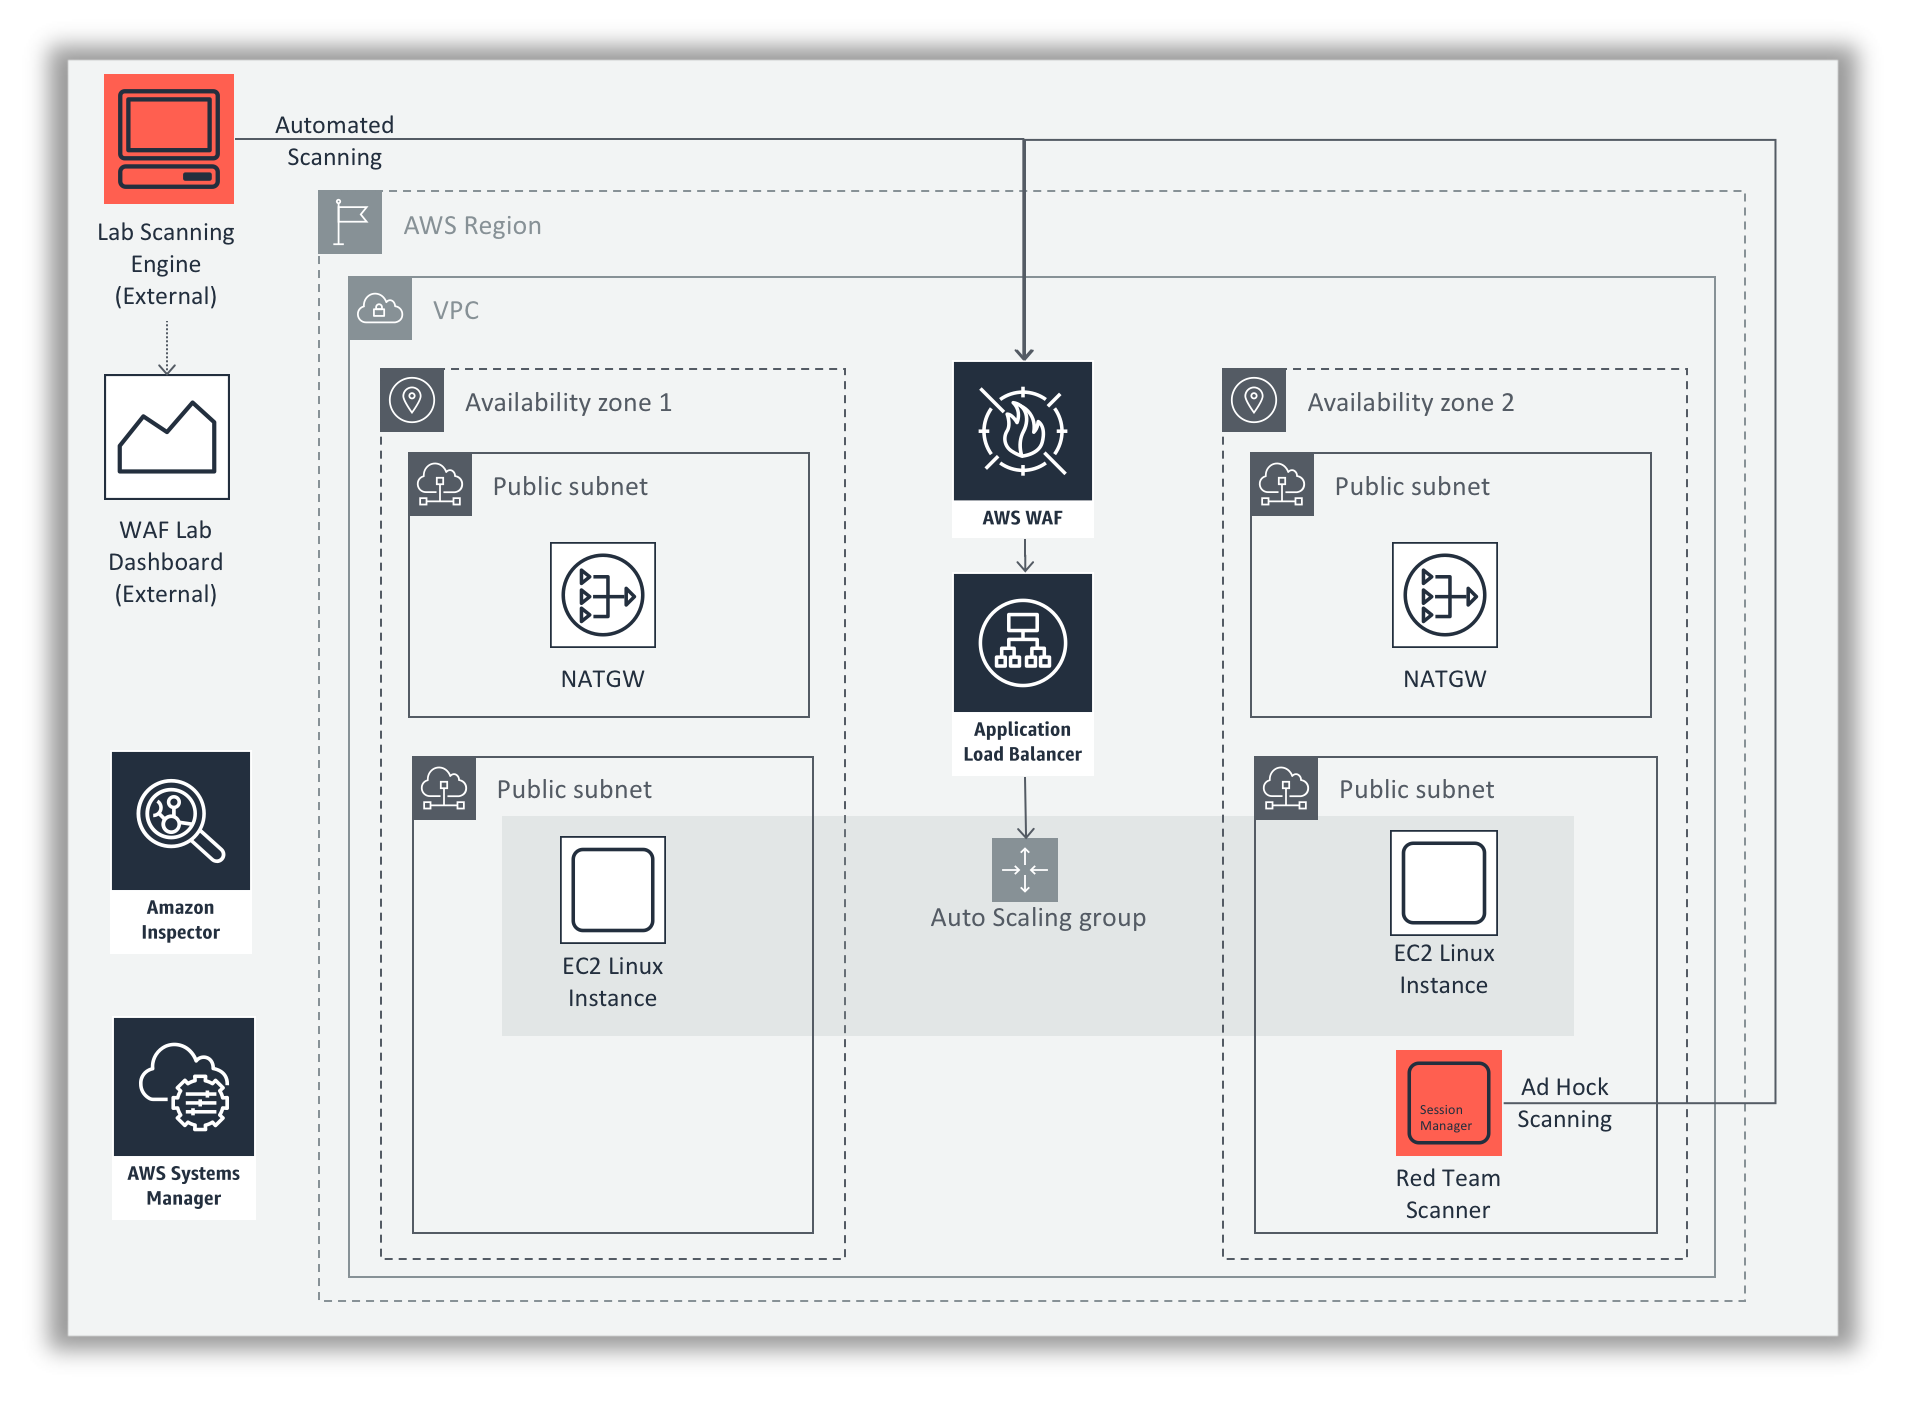 Automated
Scanning
Lab Scanning
Engine
(External)
AWS Region
VPC
WAF Lab
Dashboard
(External)
Availability zone 1
Public subnet
NATGW
AWS WAF
Application
Load Balancer
Availability zone 2
Public subnet
NATGW
Amazon
Inspector
AWS Systems
Manager
Public subnet
EC2 Linux
Instance
Auto Scaling group
Public subnet
EC2 Linux
Instance
Session
Manager
Ad Hock
Scanning
Red Team
Scanner